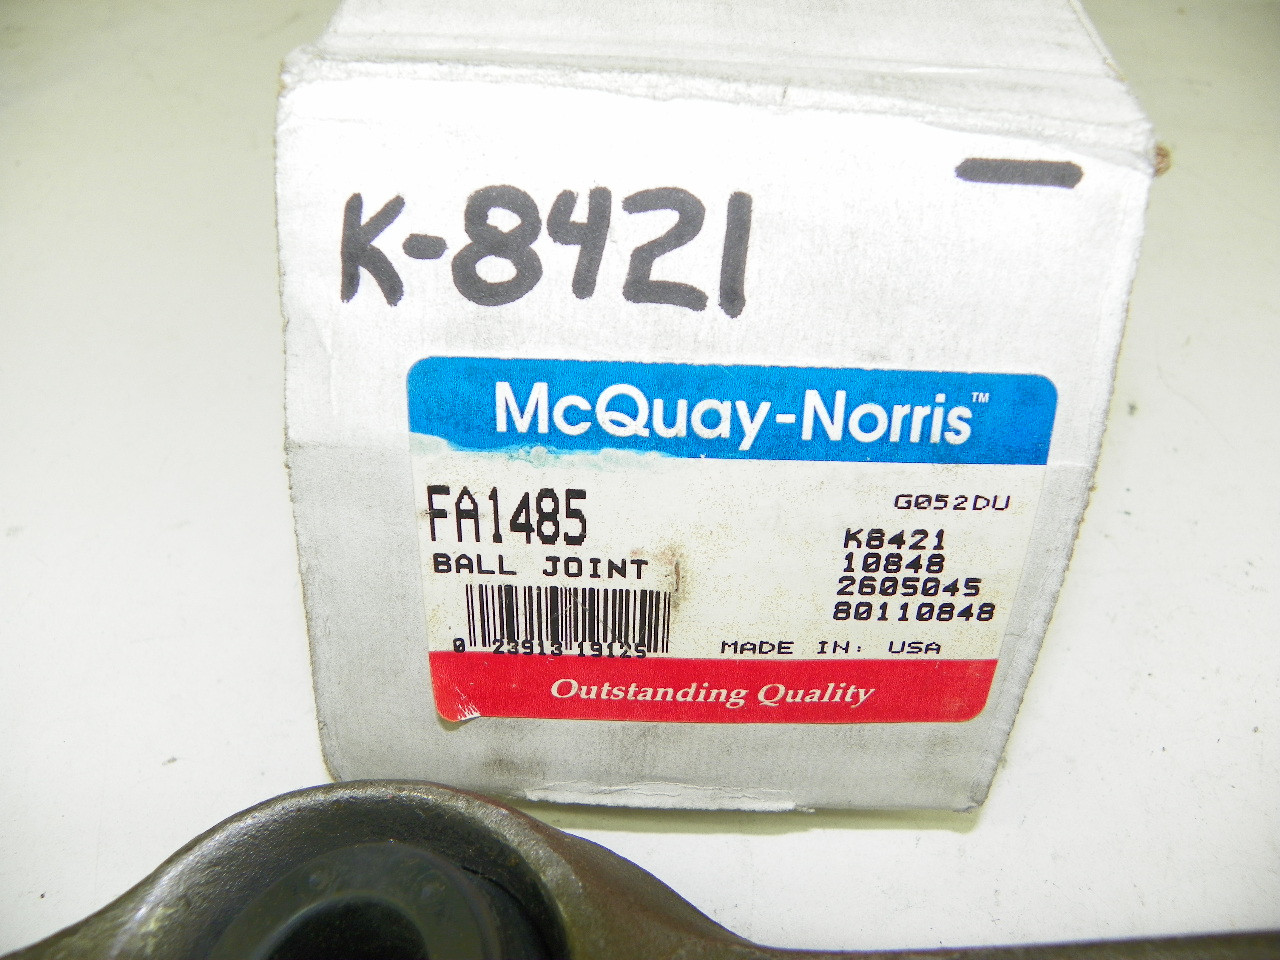 K-8421
McQuay-Norris™
FA1485
G052DU
BALL JOINT
K8421
10848
2605045
80110848
0 23913 19125
MADE IN: USA
Outstanding Quality